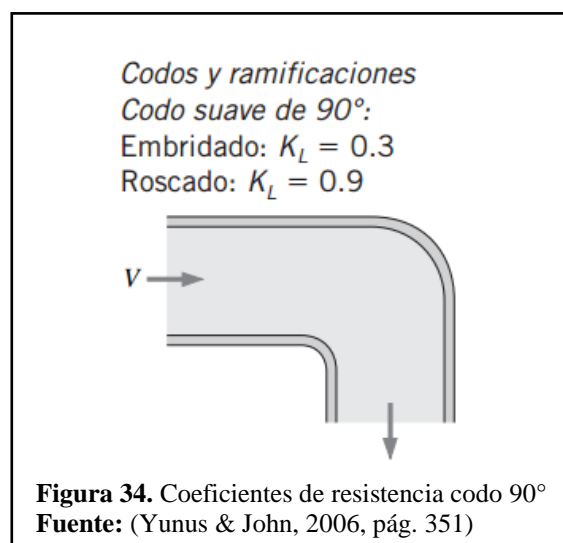 Codos y ramificaciones
Codo suave de 90°:
Embridado: K_L = 0.3
Roscado: K_L = 0.9
V
Figura 34. Coeficientes de resistencia codo 90°
Fuente: (Yunus & John, 2006, pág. 351)